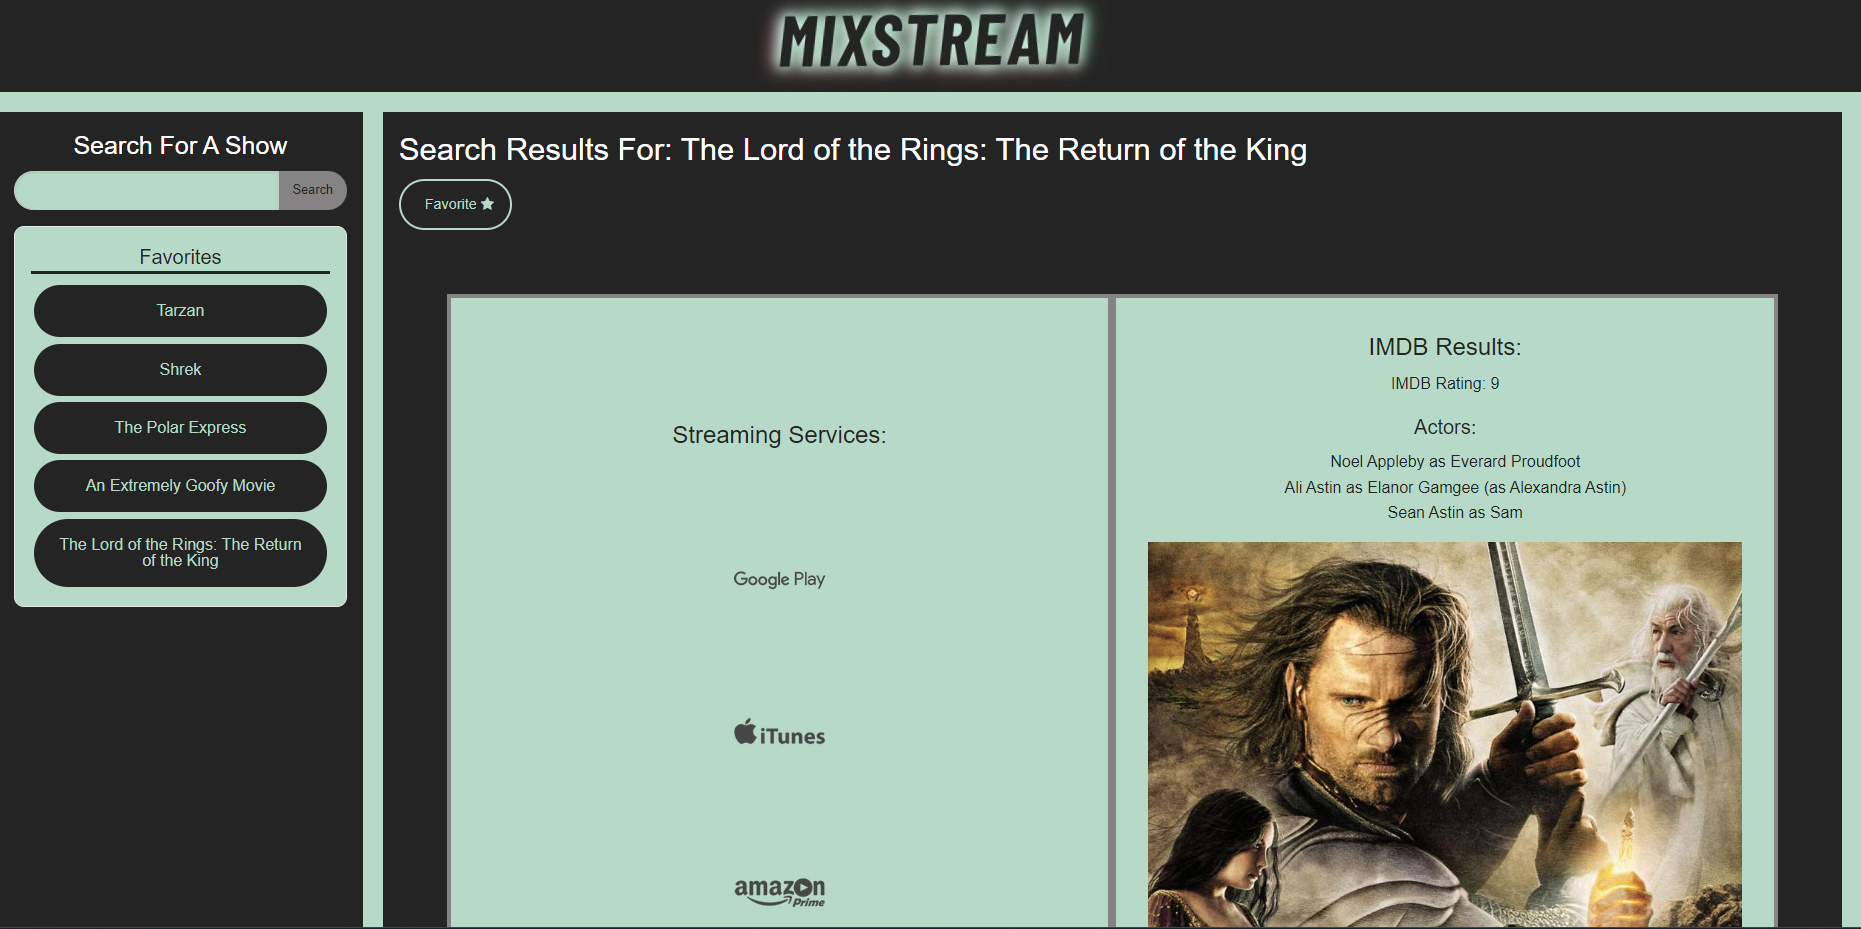 MIXSTREAM
Search For A Show
Search
Favorites
Tarzan
Shrek
The Polar Express
An Extremely Goofy Movie
The Lord of the Rings: The Return
of the King
Search Results For: The Lord of the Rings: The Return of the King
Favorite
Streaming Services:
Google Play
iTunes
amazon
Prime
IMDB Results:
IMDB Rating: 9
Actors:
Noel Appleby as Everard Proudfoot
Ali Astin as Elanor Gamgee (as Alexandra Astin)
Sean Astin as Sam